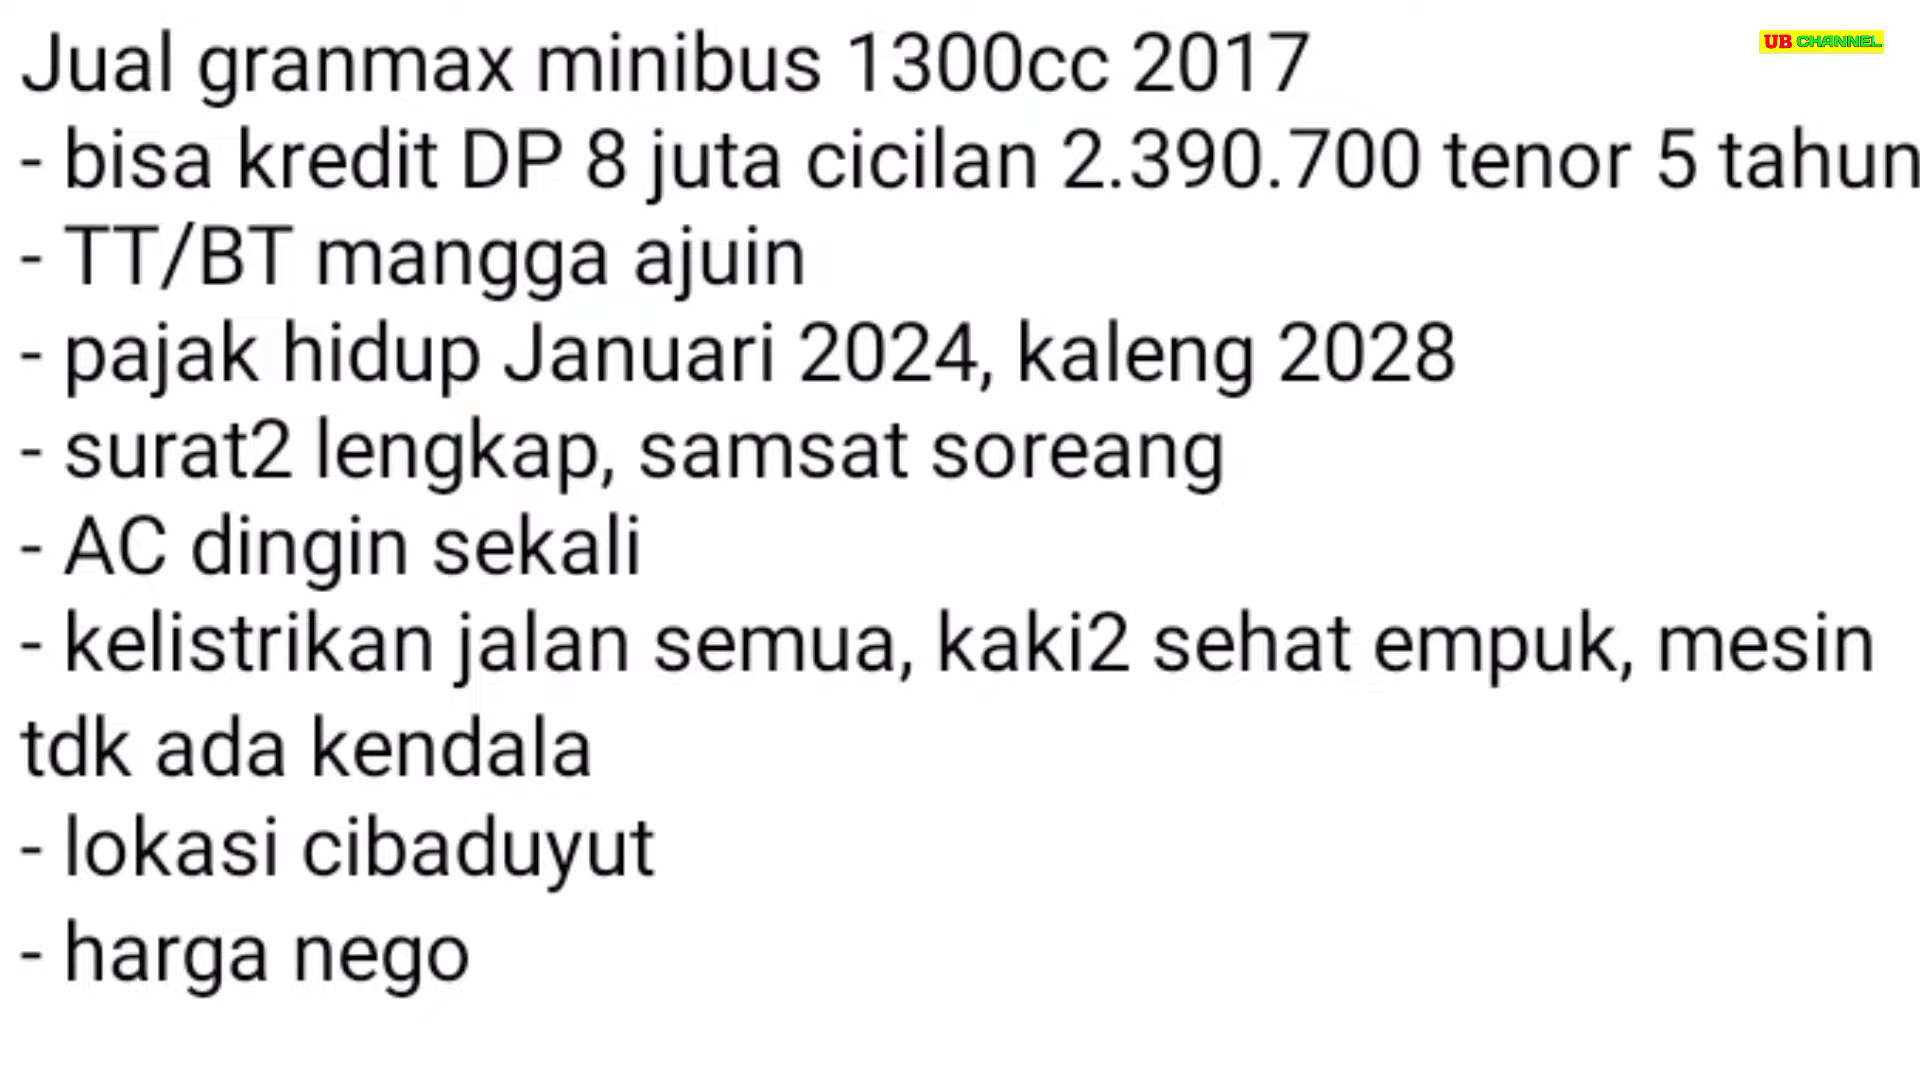 Jual granmax minibus 1300cc 2017
UB CHANNEL
- bisa kredit DP 8 juta cicilan 2.390.700 tenor 5 tahun
- TT/BT mangga ajuin
- pajak hidup Januari 2024, kaleng 2028
- surat2 lengkap, samsat soreang
- AC dingin sekali
- kelistrikan jalan semua, kaki2 sehat empuk, mesin
tdk ada kendala
- lokasi cibaduyut
- harga nego